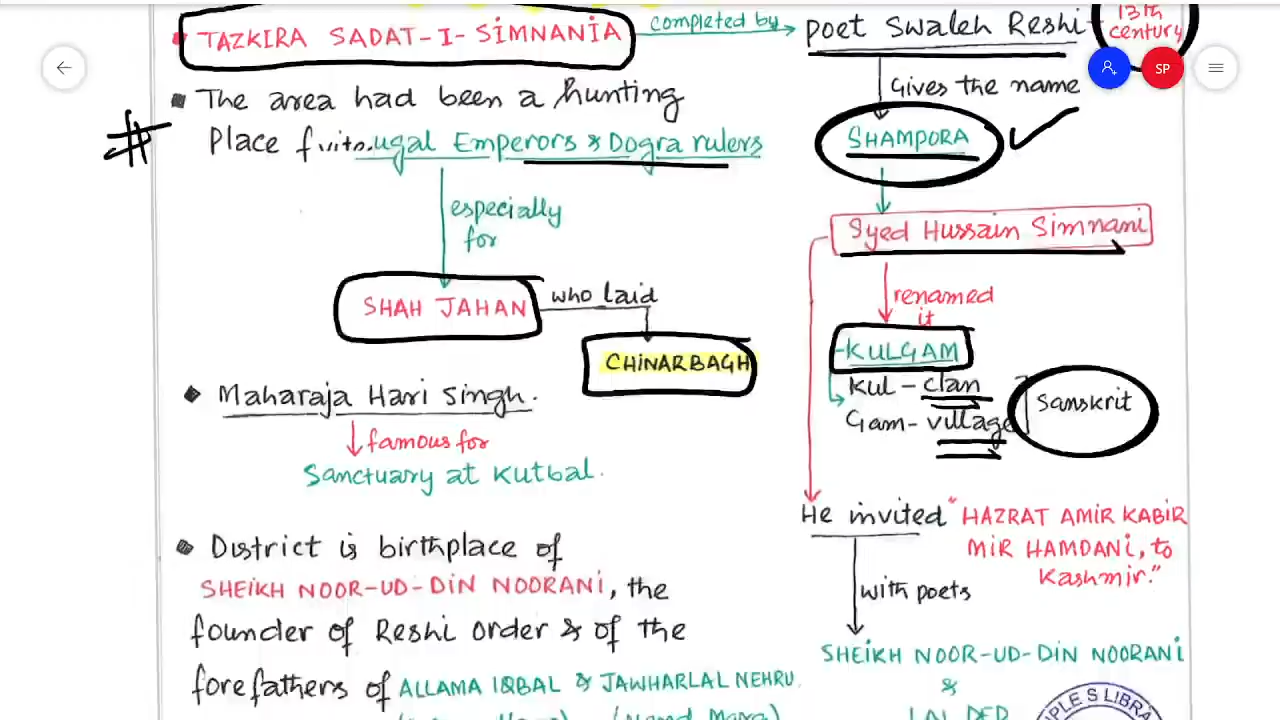 TAZKIRA SADAT-I-SIMNANIA
completed by
The area had been a hunting
Place
ugal Emperors & Dogra rulers
especially
for
SHAH JAHAN
who laid
CHINARBAGH
Maharaja Hari Singh.
famous for
Sanctuary at Kutbal.
District is birthplace of
SHEIKH NOOR-UD-DIN NOORANI, the
founder of Reshi order & of the
forefathers of ALLAMA IQBAL & JAWHARLAL NEHRU
poet Swaleh Reshi
13th
century
SP
Gives the name
SHAMPORA
Syed Hussain Simnani
renamed
it
-KULGAM
Kul - clan
Gam - village
Sanskrit
He invited "HAZRAT AMIR KABIR
MIR HAMDANI, to
Kashmir."
with poets
SHEIKH NOOR-UD-DIN NOORANI
&
LAL DED